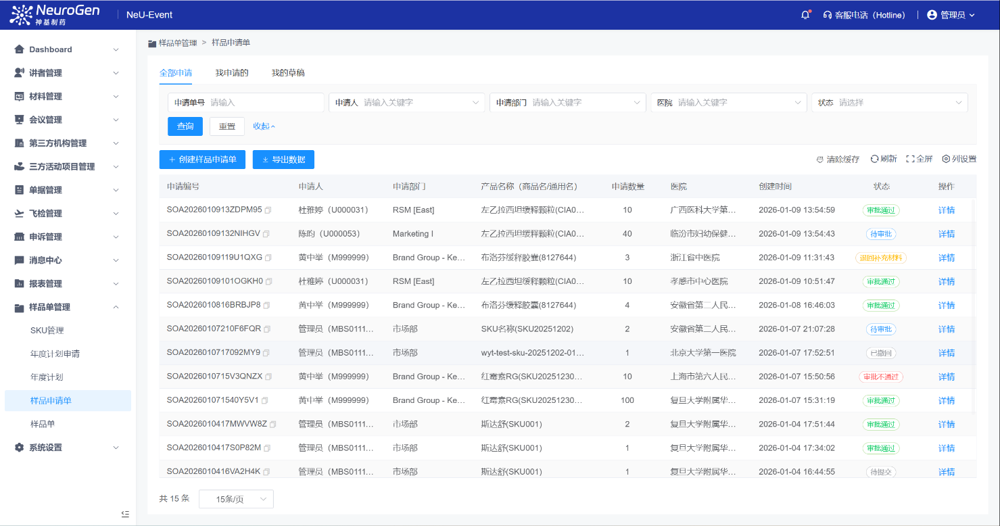 NeuroGen
神基制药
NeU-Event
客服电话（Hotline）
管理员
Dashboard
讲者管理
材料管理
会议管理
第三方机构管理
三方活动项目管理
单据管理
飞检管理
申诉管理
消息中心
报表管理
样品单管理
SKU管理
年度计划申请
年度计划
样品申请单
样品单
系统设置
样品单管理 > 样品申请单
全部申请 我申请的 我的草稿
申请单号 请输入 申请人 请输入关键字 申请部门 请输入关键字 医院 请输入关键字 状态 请选择
查询 重置 收起
+ 创建样品申请单 导出数据 清除缓存 刷新 全屏 列设置
申请编号 申请人 申请部门 产品名称（商品名/通用名） 申请数量 医院 创建时间 状态 操作
SOA2026010913ZDPM95 杜雅婷（U000031） RSM [East] 左乙拉西坦缓释颗粒(CIA0... 10 广西医科大学第... 2026-01-09 13:54:59 审批通过 详情
SOA20260109132NIHGV 陈昀（U000053） Marketing I 左乙拉西坦缓释颗粒(CIA0... 40 临汾市妇幼保健... 2026-01-09 13:54:43 待审批 详情
SOA20260109119U1QXG 黄中举（M999999） Brand Group - Ke... 布洛芬缓释胶囊(8127644) 3 浙江省中医院 2026-01-09 11:31:43 退回补充材料 详情
SOA20260109101OGKH0 杜雅婷（U000031） RSM [East] 左乙拉西坦缓释颗粒(CIA0... 10 孝感市中心医院 2026-01-09 10:51:47 审批通过 详情
SOA2026010816BRBJP8 黄中举（M999999） Brand Group - Ke... 布洛芬缓释胶囊(8127644) 4 安徽省第二人民... 2026-01-08 16:46:03 审批通过 详情
SOA20260107210F6FQR 管理员（MBS0111... 市场部 SKU名称(SKU20251202) 2 安徽省第二人民... 2026-01-07 21:07:28 待审批 详情
SOA2026010717092MY9 管理员（MBS0111... 市场部 wyt-test-sku-20251202-01... 1 北京大学第一医院 2026-01-07 17:52:51 已撤回 详情
SOA2026010715V3QNZX 黄中举（M999999） Brand Group - Ke... 红霉素RG(SKU20251230... 10 上海市第六人民... 2026-01-07 15:50:56 审批不通过 详情
SOA202601071540Y5V1 黄中举（M999999） Brand Group - Ke... 红霉素RG(SKU20251230... 100 复旦大学附属华... 2026-01-07 15:31:19 审批通过 详情
SOA2026010417MWVW8Z 管理员（MBS0111... 市场部 斯达舒(SKU001) 2 复旦大学附属华... 2026-01-04 17:51:44 审批通过 详情
SOA2026010417S0P82M 管理员（MBS0111... 市场部 斯达舒(SKU001) 1 复旦大学附属华... 2026-01-04 17:34:02 审批通过 详情
SOA2026010416VA2H4K 管理员（MBS0111... 市场部 斯达舒(SKU001) 1 复旦大学附属华... 2026-01-04 16:44:55 待提交 详情
共 15 条 15条/页